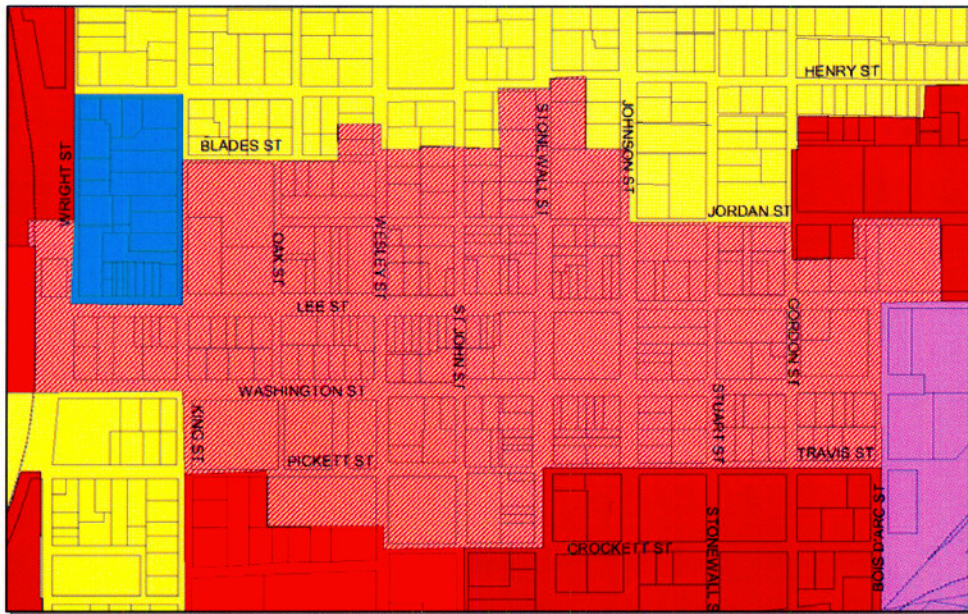 HENRY ST
BLADES ST
STONEWALL ST
JOHNSON ST
WRIGHT ST
JORDAN ST
OAK ST
WESLEY ST
LEE ST
ST JOHN ST
GORDON ST
WASHINGTON ST
KING ST
STUART ST
PICKETT ST
TRAVIS ST
CROCKETT ST
STONEWALL S
BOIS D'ARC ST